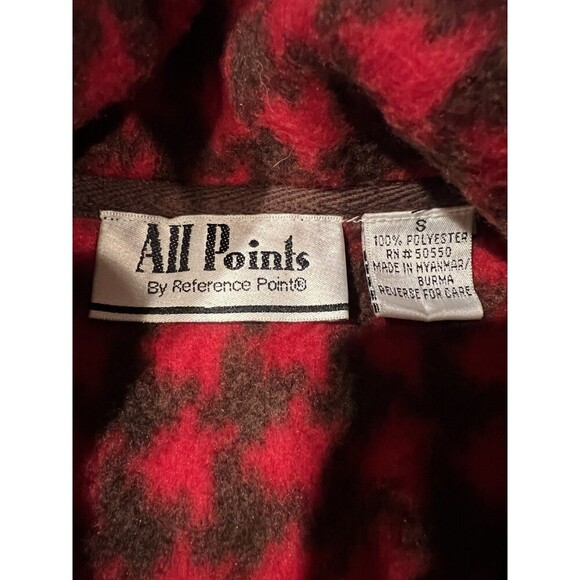 All Points
By Reference Point®
S
100% POLYESTER
RN# 50550
MADE IN MYANMAR/
BURMA
REVERSE FOR CARE